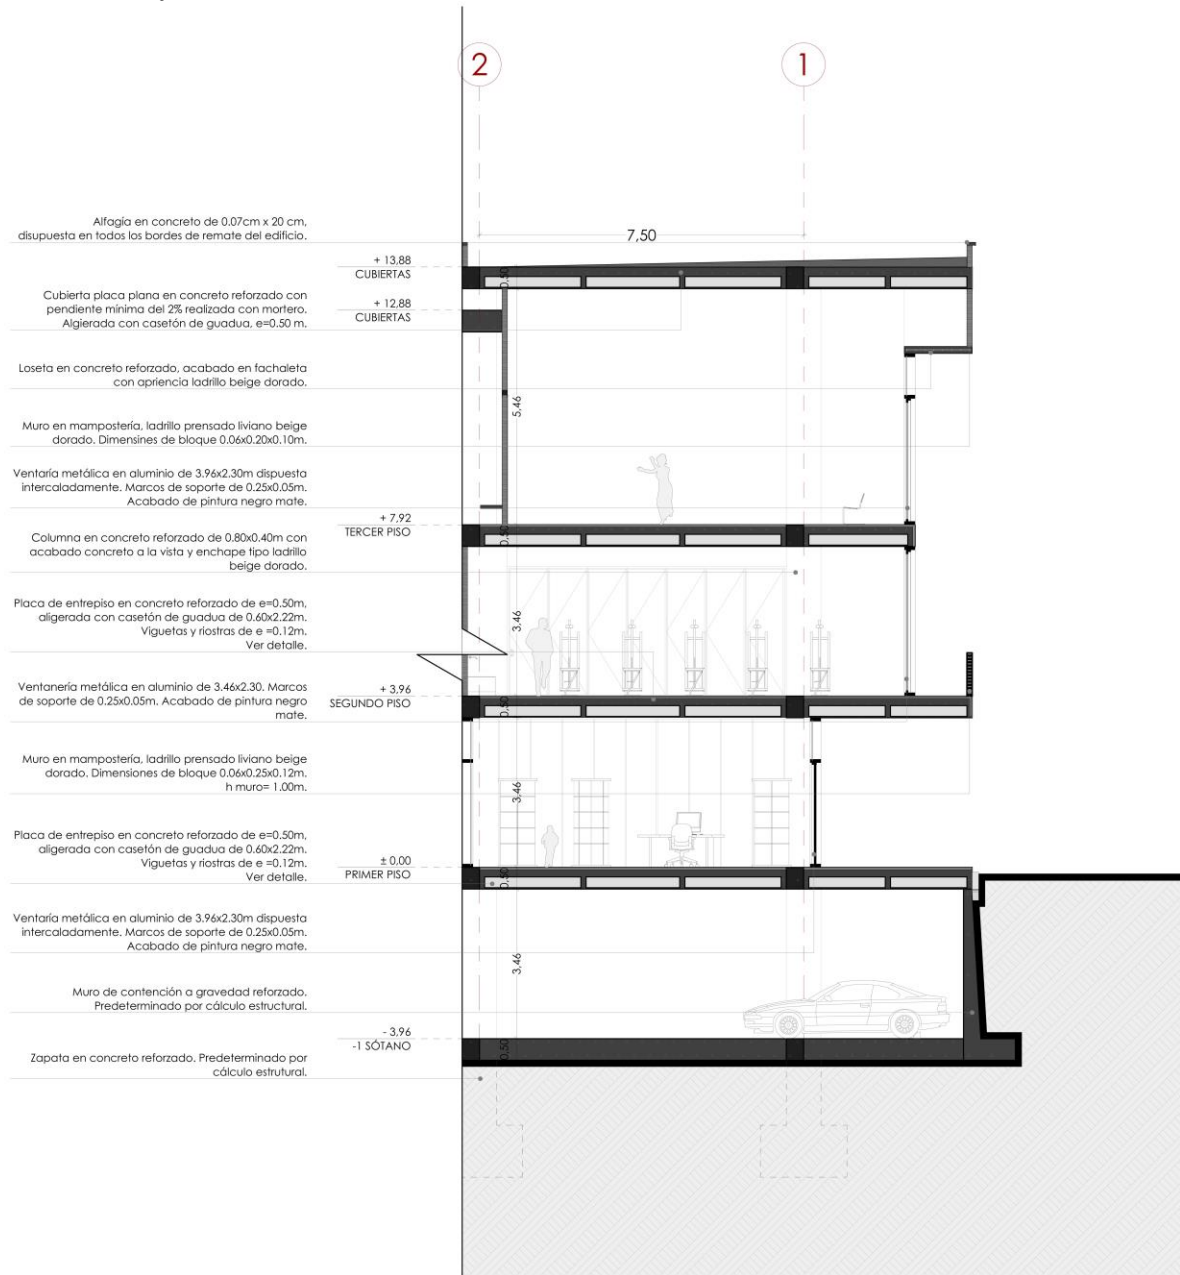 2
1
7,50
Alfagía en concreto de 0.07cm x 20 cm,
disupuesta en todos los bordes de remate del edificio.
+ 13,88
CUBIERTAS
0,50
Cubierta placa plana en concreto reforzado con
pendiente mínima del 2% realizada con mortero.
Algierada con casetón de guadua, e=0.50 m.
+ 12,88
CUBIERTAS
Loseta en concreto reforzado, acabado en fachaleta
con apriencia ladrillo beige dorado.
5,46
Muro en mampostería, ladrillo prensado liviano beige
dorado. Dimensines de bloque 0.06x0.20x0.10m.
Ventaría metálica en aluminio de 3.96x2.30m dispuesta
intercaladamente. Marcos de soporte de 0.25x0.05m.
Acabado de pintura negro mate.
+ 7,92
TERCER PISO
0,50
Columna en concreto reforzado de 0.80x0.40m con
acabado concreto a la vista y enchape tipo ladrillo
beige dorado.
Placa de entrepiso en concreto reforzado de e=0.50m,
aligerada con casetón de guadua de 0.60x2.22m.
Viguetas y riostras de e =0.12m.
Ver detalle.
3,46
Ventanería metálica en aluminio de 3.46x2.30. Marcos
de soporte de 0.25x0.05m. Acabado de pintura negro
mate.
+ 3,96
SEGUNDO PISO
0,50
Muro en mampostería, ladrillo prensado liviano beige
dorado. Dimensiones de bloque 0.06x0.25x0.12m.
h muro= 1.00m.
3,46
Placa de entrepiso en concreto reforzado de e=0.50m,
aligerada con casetón de guadua de 0.60x2.22m.
Viguetas y riostras de e =0.12m.
Ver detalle.
± 0,00
PRIMER PISO
0,50
Ventaría metálica en aluminio de 3.96x2.30m dispuesta
intercaladamente. Marcos de soporte de 0.25x0.05m.
Acabado de pintura negro mate.
3,46
Muro de contención a gravedad reforzado.
Predeterminado por cálculo estructural.
- 3,96
-1 SÓTANO
0,50
Zapata en concreto reforzado. Predeterminado por
cálculo estrutural.